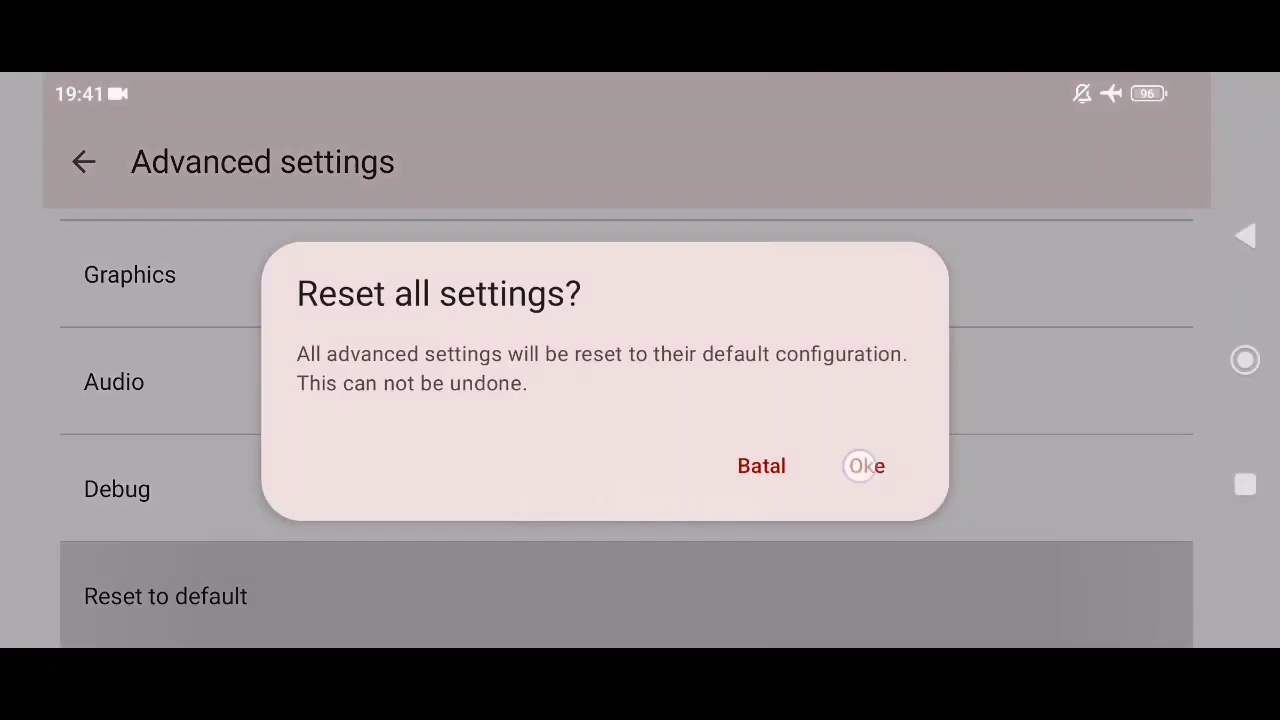 19:41
96
Advanced settings
Graphics
Reset all settings?
All advanced settings will be reset to their default configuration.
This can not be undone.
Audio
Batal
Oke
Debug
Reset to default